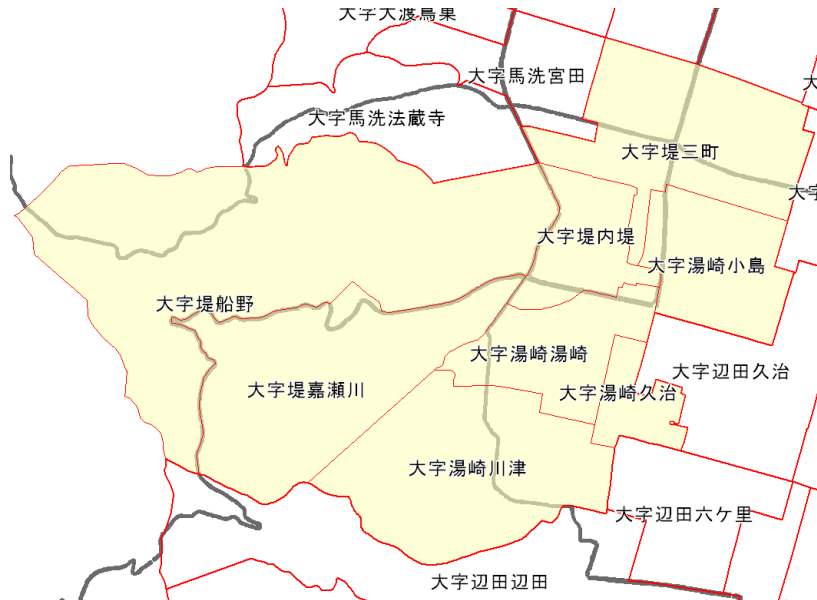 大字大渡鳥巣
大字馬洗宮田
大字馬洗法蔵寺
大字堤三町
大字堤内堤
大字湯崎小島
大字堤船野
大字湯崎湯崎
大字辺田久治
大字堤嘉瀬川
大字湯崎久治
大字湯崎川津
大字辺田六ケ里
大字辺田辺田